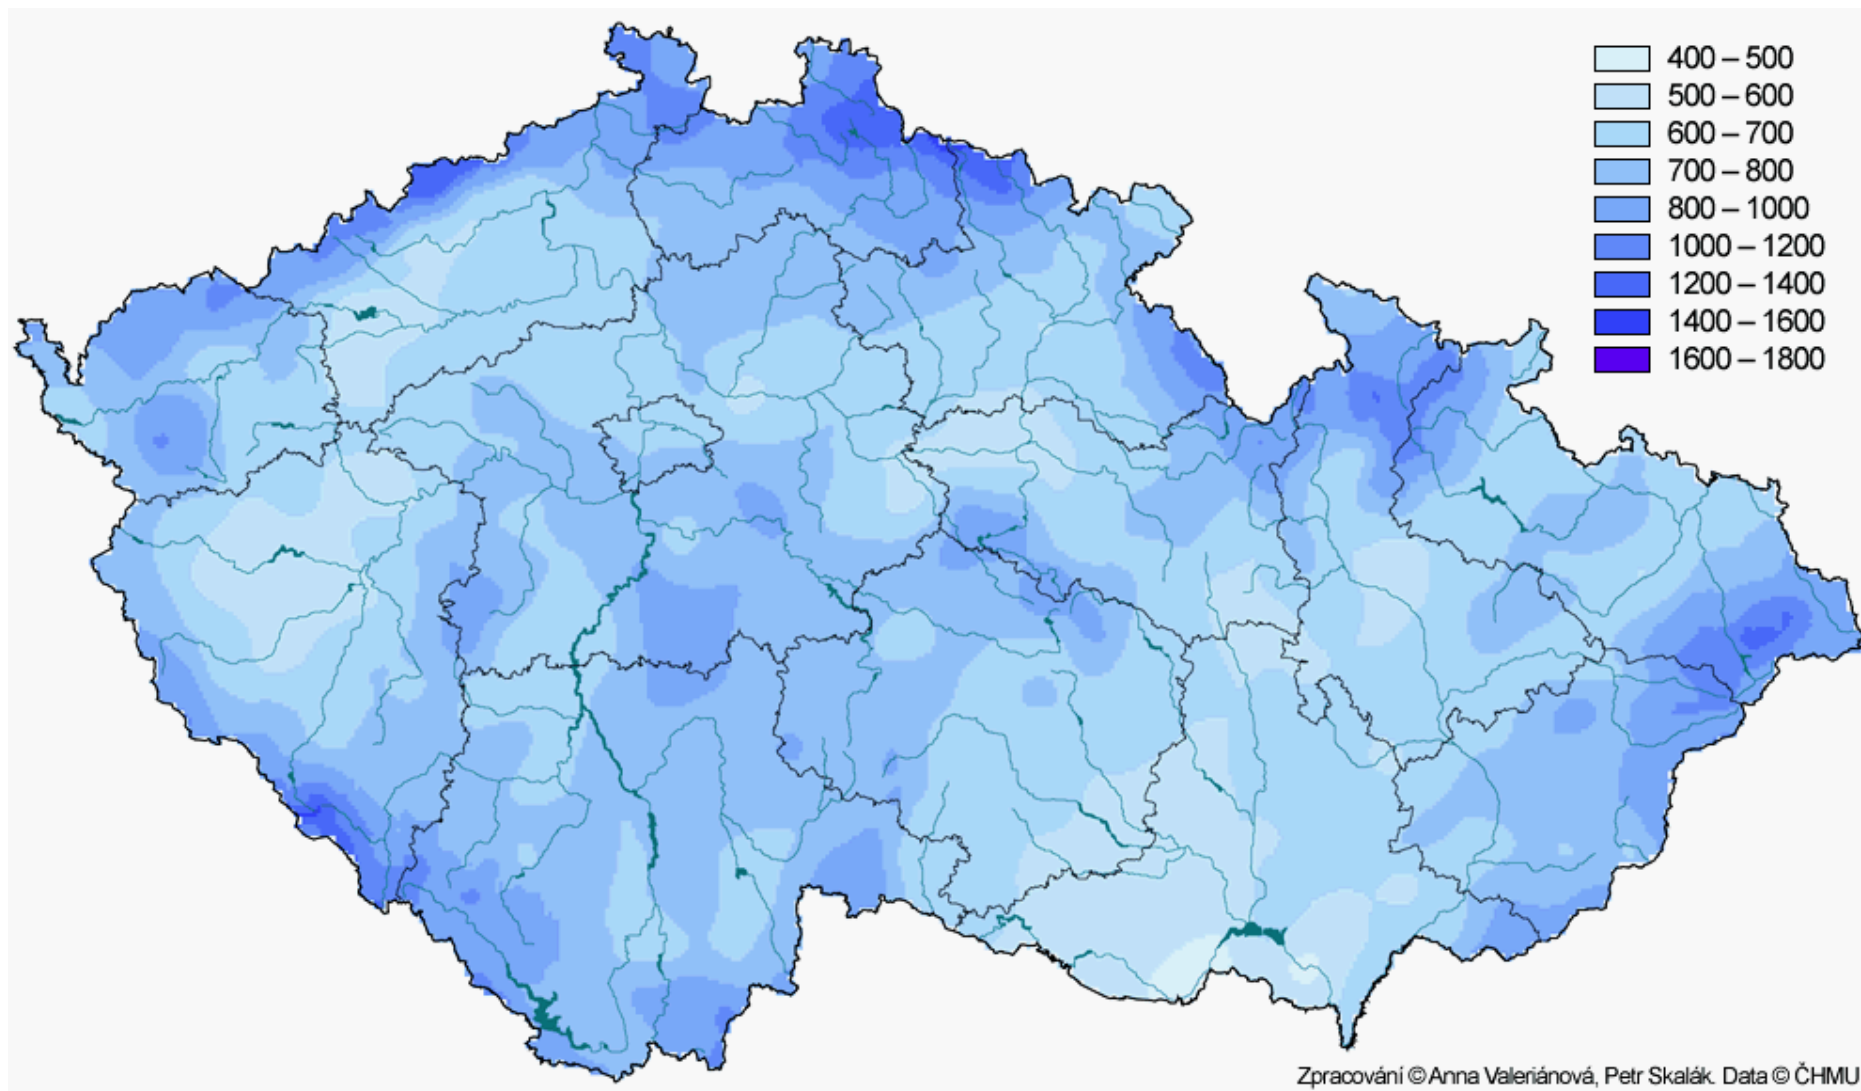 400 – 500
500 – 600
600 – 700
700 – 800
800 – 1000
1000 – 1200
1200 – 1400
1400 – 1600
1600 – 1800
Zpracování © Anna Valeriánová, Petr Skalák. Data © ČHMU